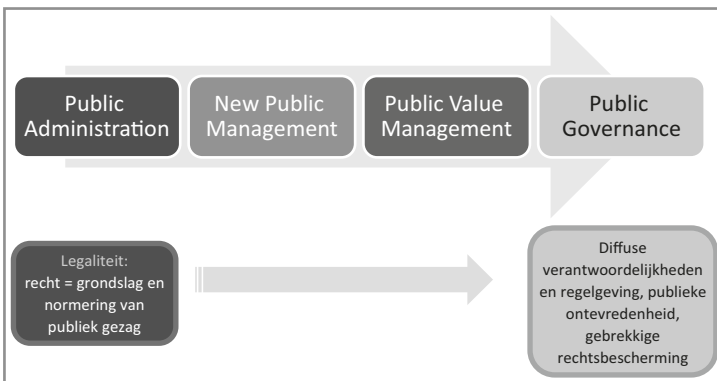 Public
Administration
New Public
Management
Public Value
Management
Public
Governance
Legaliteit:
recht = grondslag en
normering van
publiek gezag
Diffuse
verantwoordelijkheden
en regelgeving, publieke
ontevredenheid,
gebrekkige
rechtsbescherming